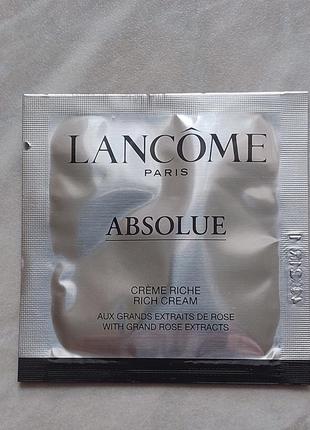 LANCÔME
PARIS
ABSOLUE
CRÈME RICHE
RICH CREAM
AUX GRANDS EXTRAITS DE ROSE
WITH GRAND ROSE EXTRACTS